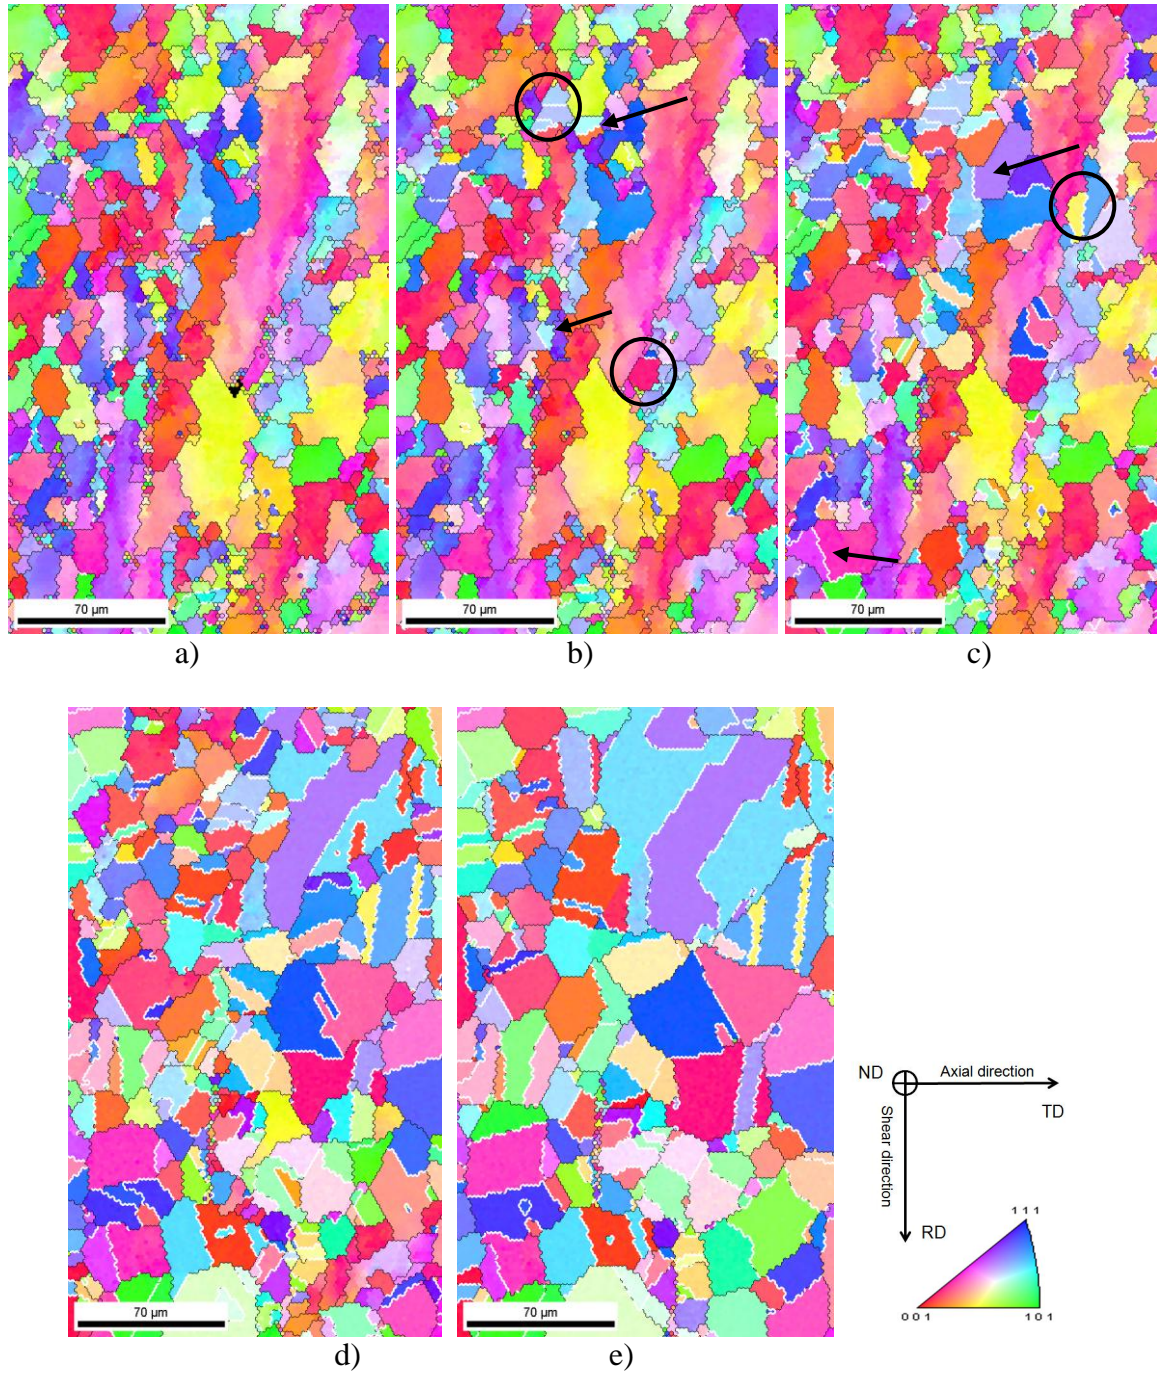 70 µm
70 µm
70 µm
a)
b)
c)
ND
Axial direction
TD
Shear direction
RD
1 1 1
0 0 1
1 0 1
70 µm
70 µm
d)
e)